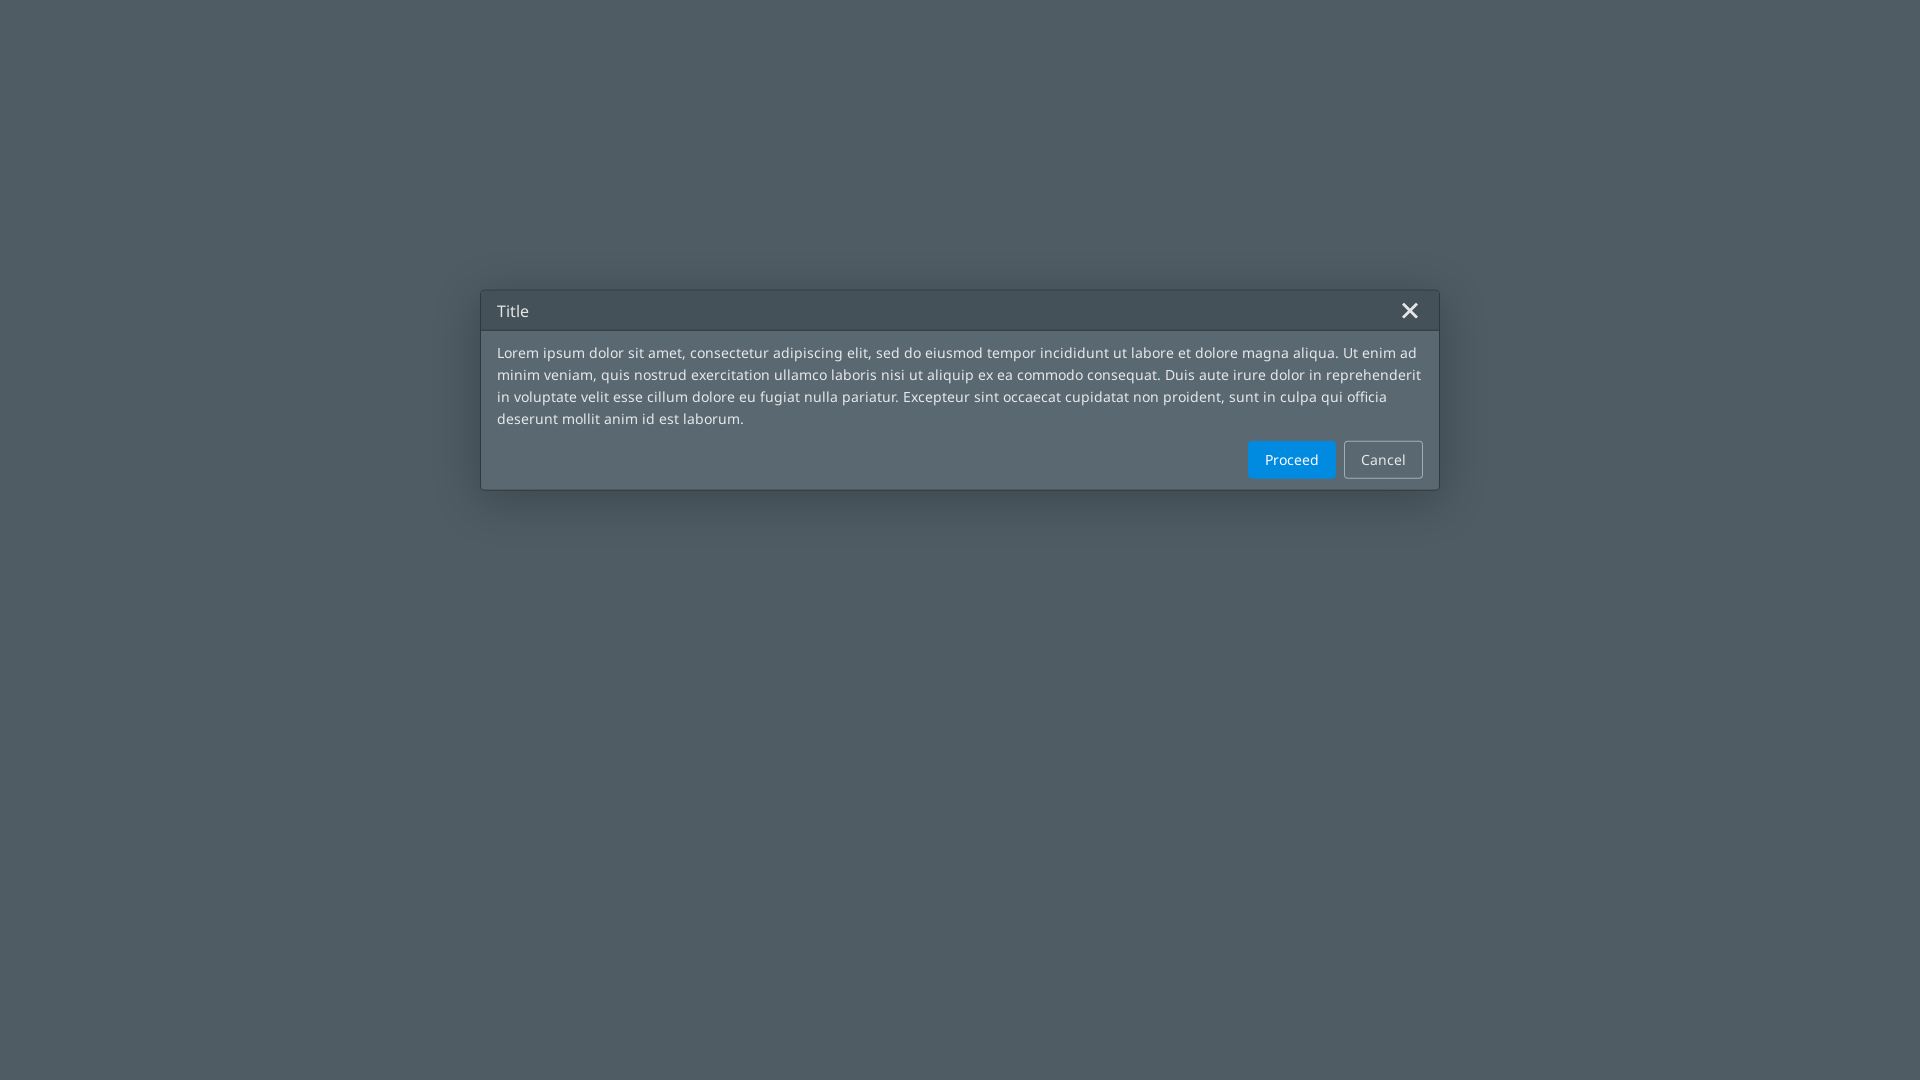 Title
Lorem ipsum dolor sit amet, consectetur adipiscing elit, sed do eiusmod tempor incididunt ut labore et dolore magna aliqua. Ut enim ad
minim veniam, quis nostrud exercitation ullamco laboris nisi ut aliquip ex ea commodo consequat. Duis aute irure dolor in reprehenderit
in voluptate velit esse cillum dolore eu fugiat nulla pariatur. Excepteur sint occaecat cupidatat non proident, sunt in culpa qui officia
deserunt mollit anim id est laborum.
Proceed
Cancel